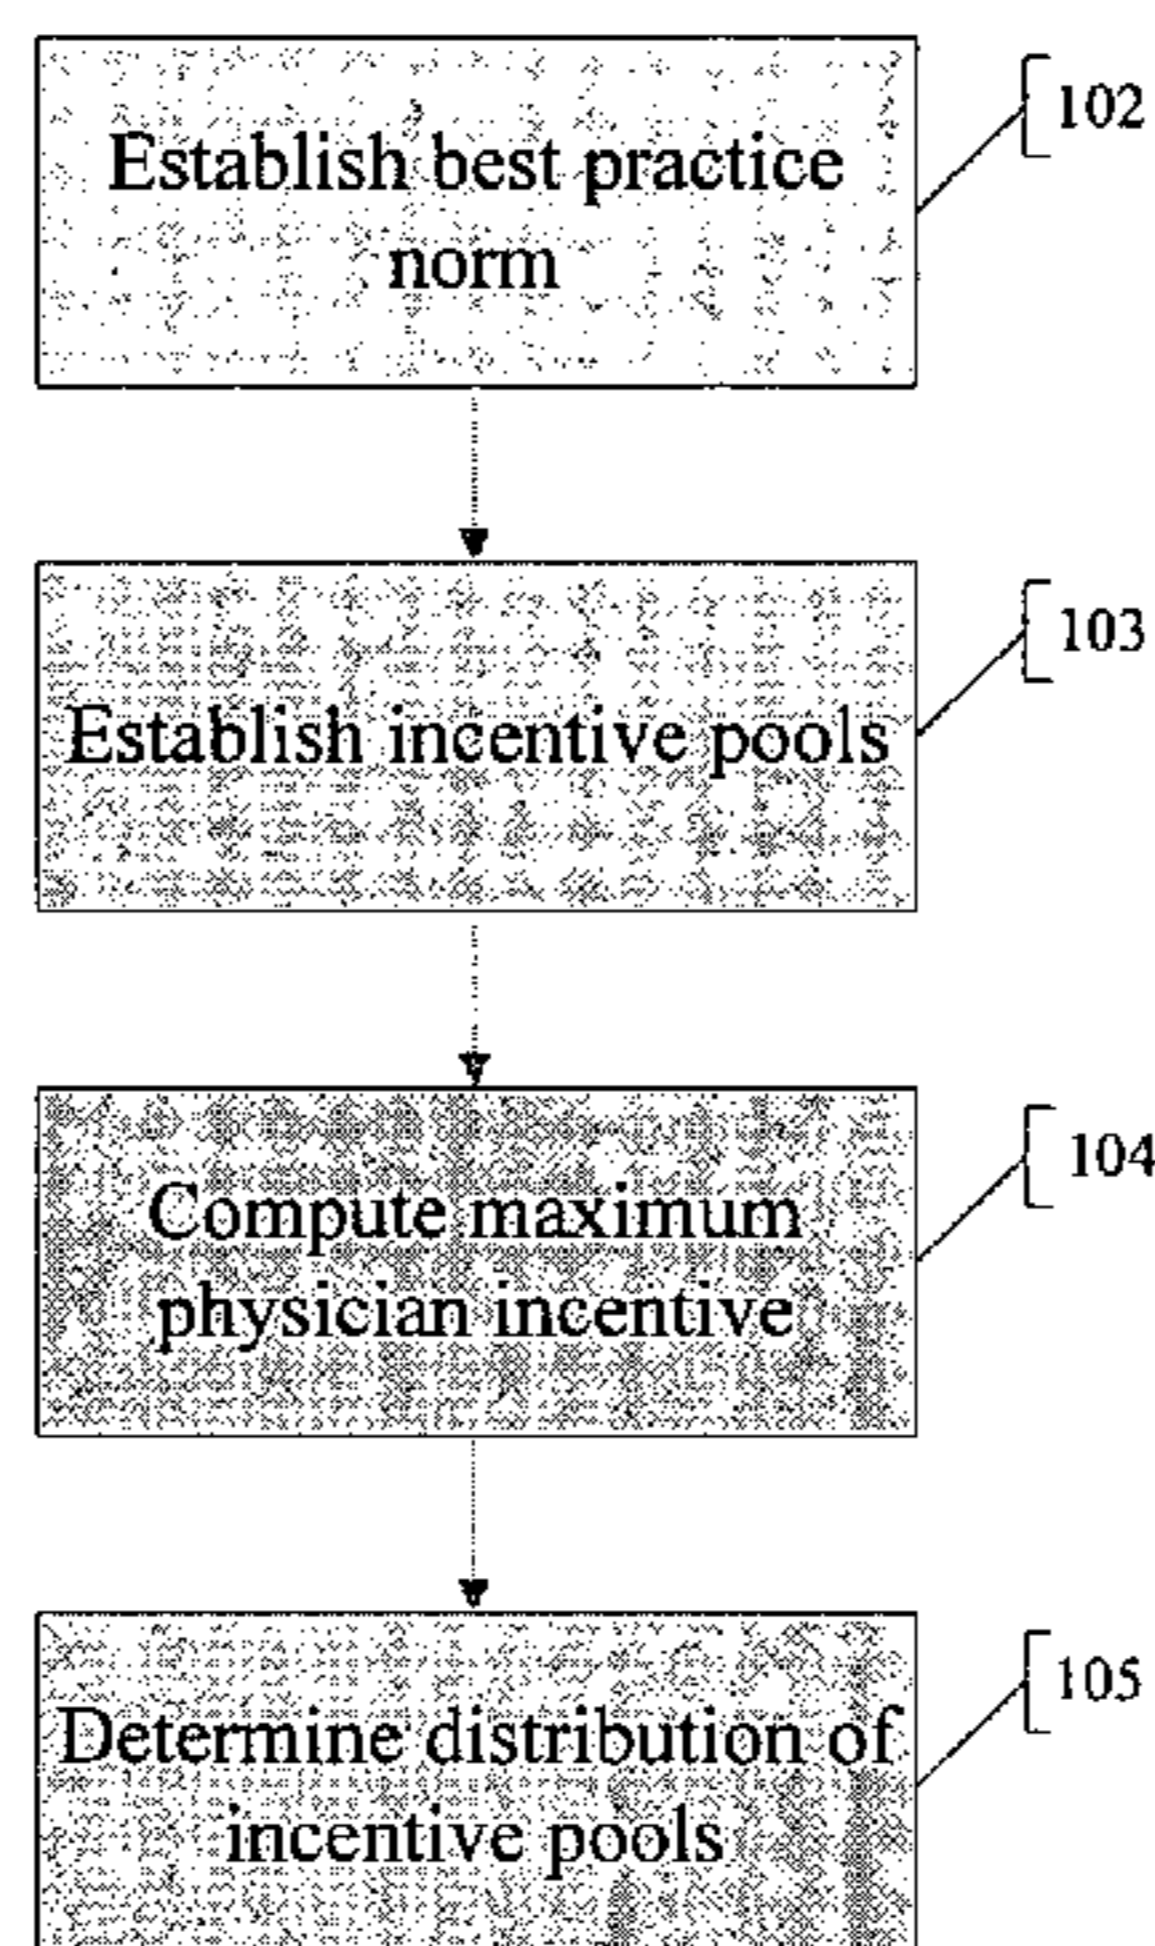 Establish best practice
norm
102
Establish incentive pools
103
Compute maximum
physician incentive
104
Determine distribution of
incentive pools
105